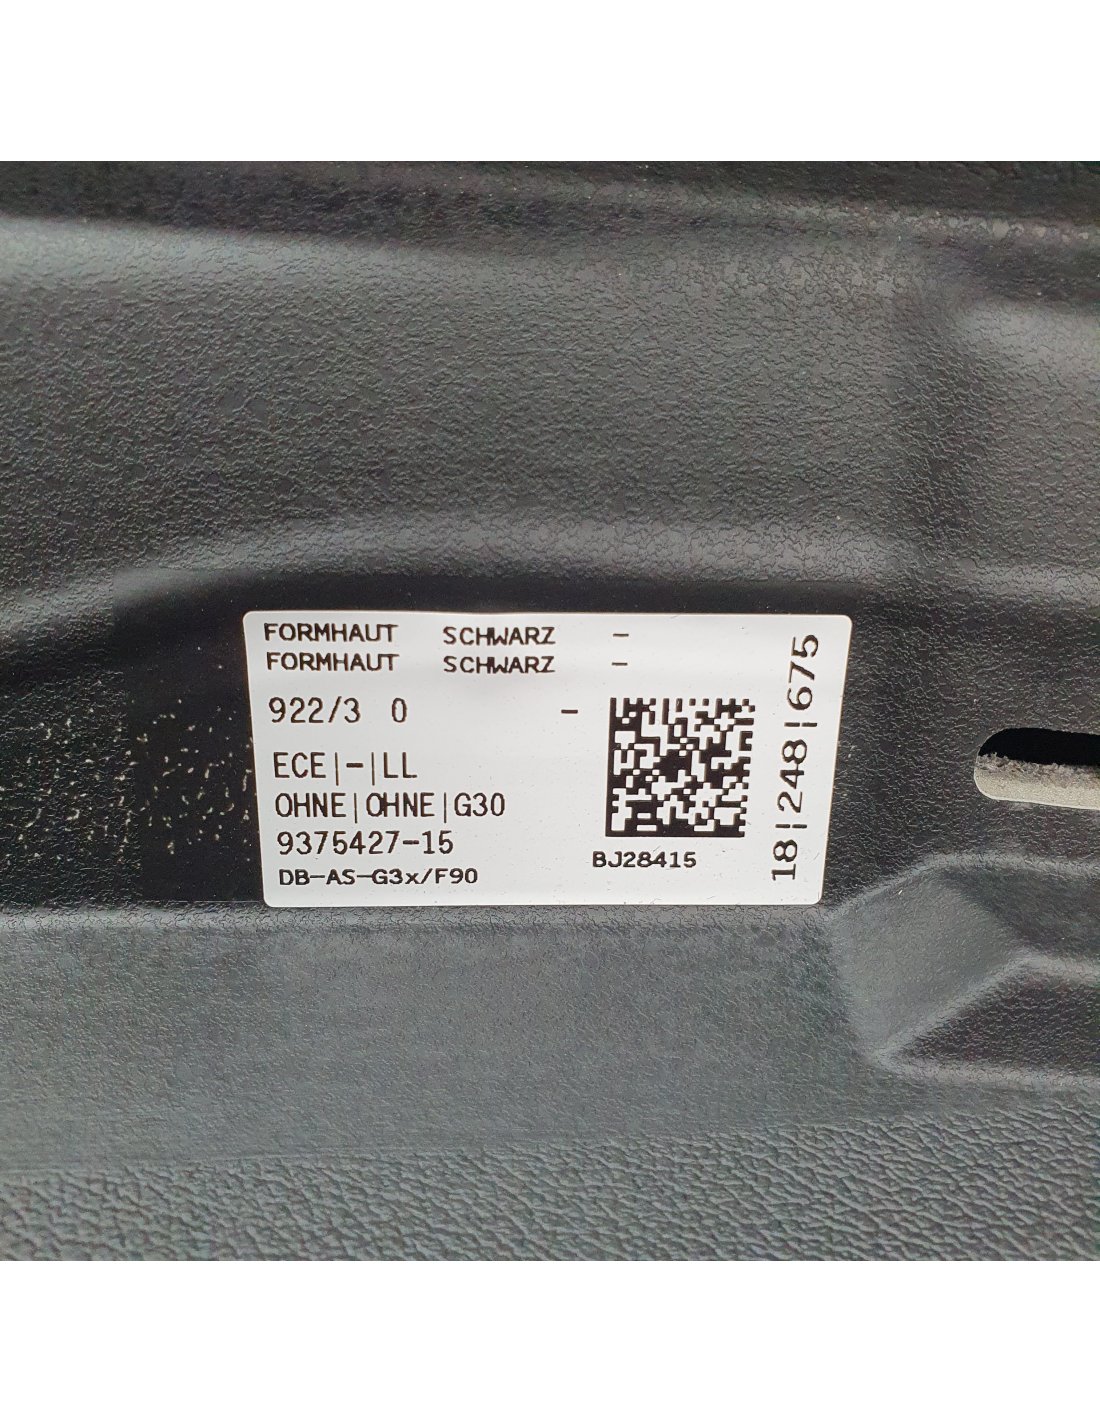 FORMHAUT SCHWARZ -
FORMHAUT SCHWARZ -
922/3 0 -
ECE|-|LL
OHNE|OHNE|G30
9375427-15
DB-AS-G3x/F90
BJ28415
18|248|675